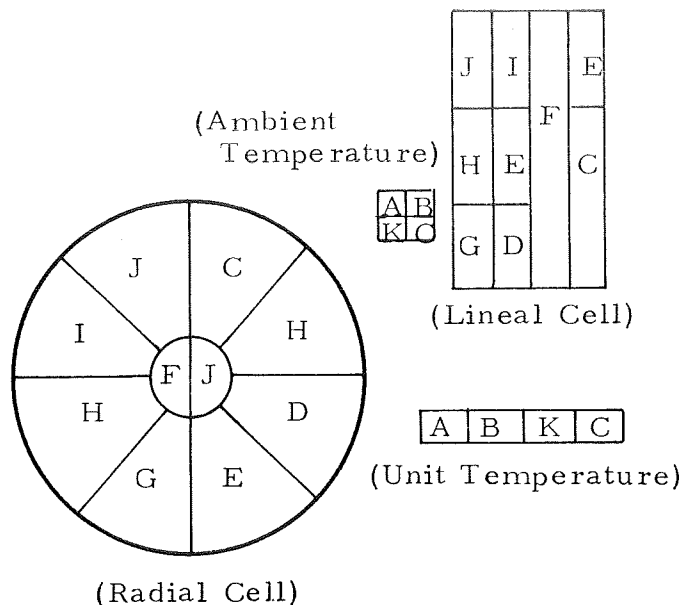 J I F E
(Ambient
Temperature)
H E C
A B
K C
G D
(Lineal Cell)
J C
I H
F J
H D
G E
A B K C
(Unit Temperature)
(Radial Cell)